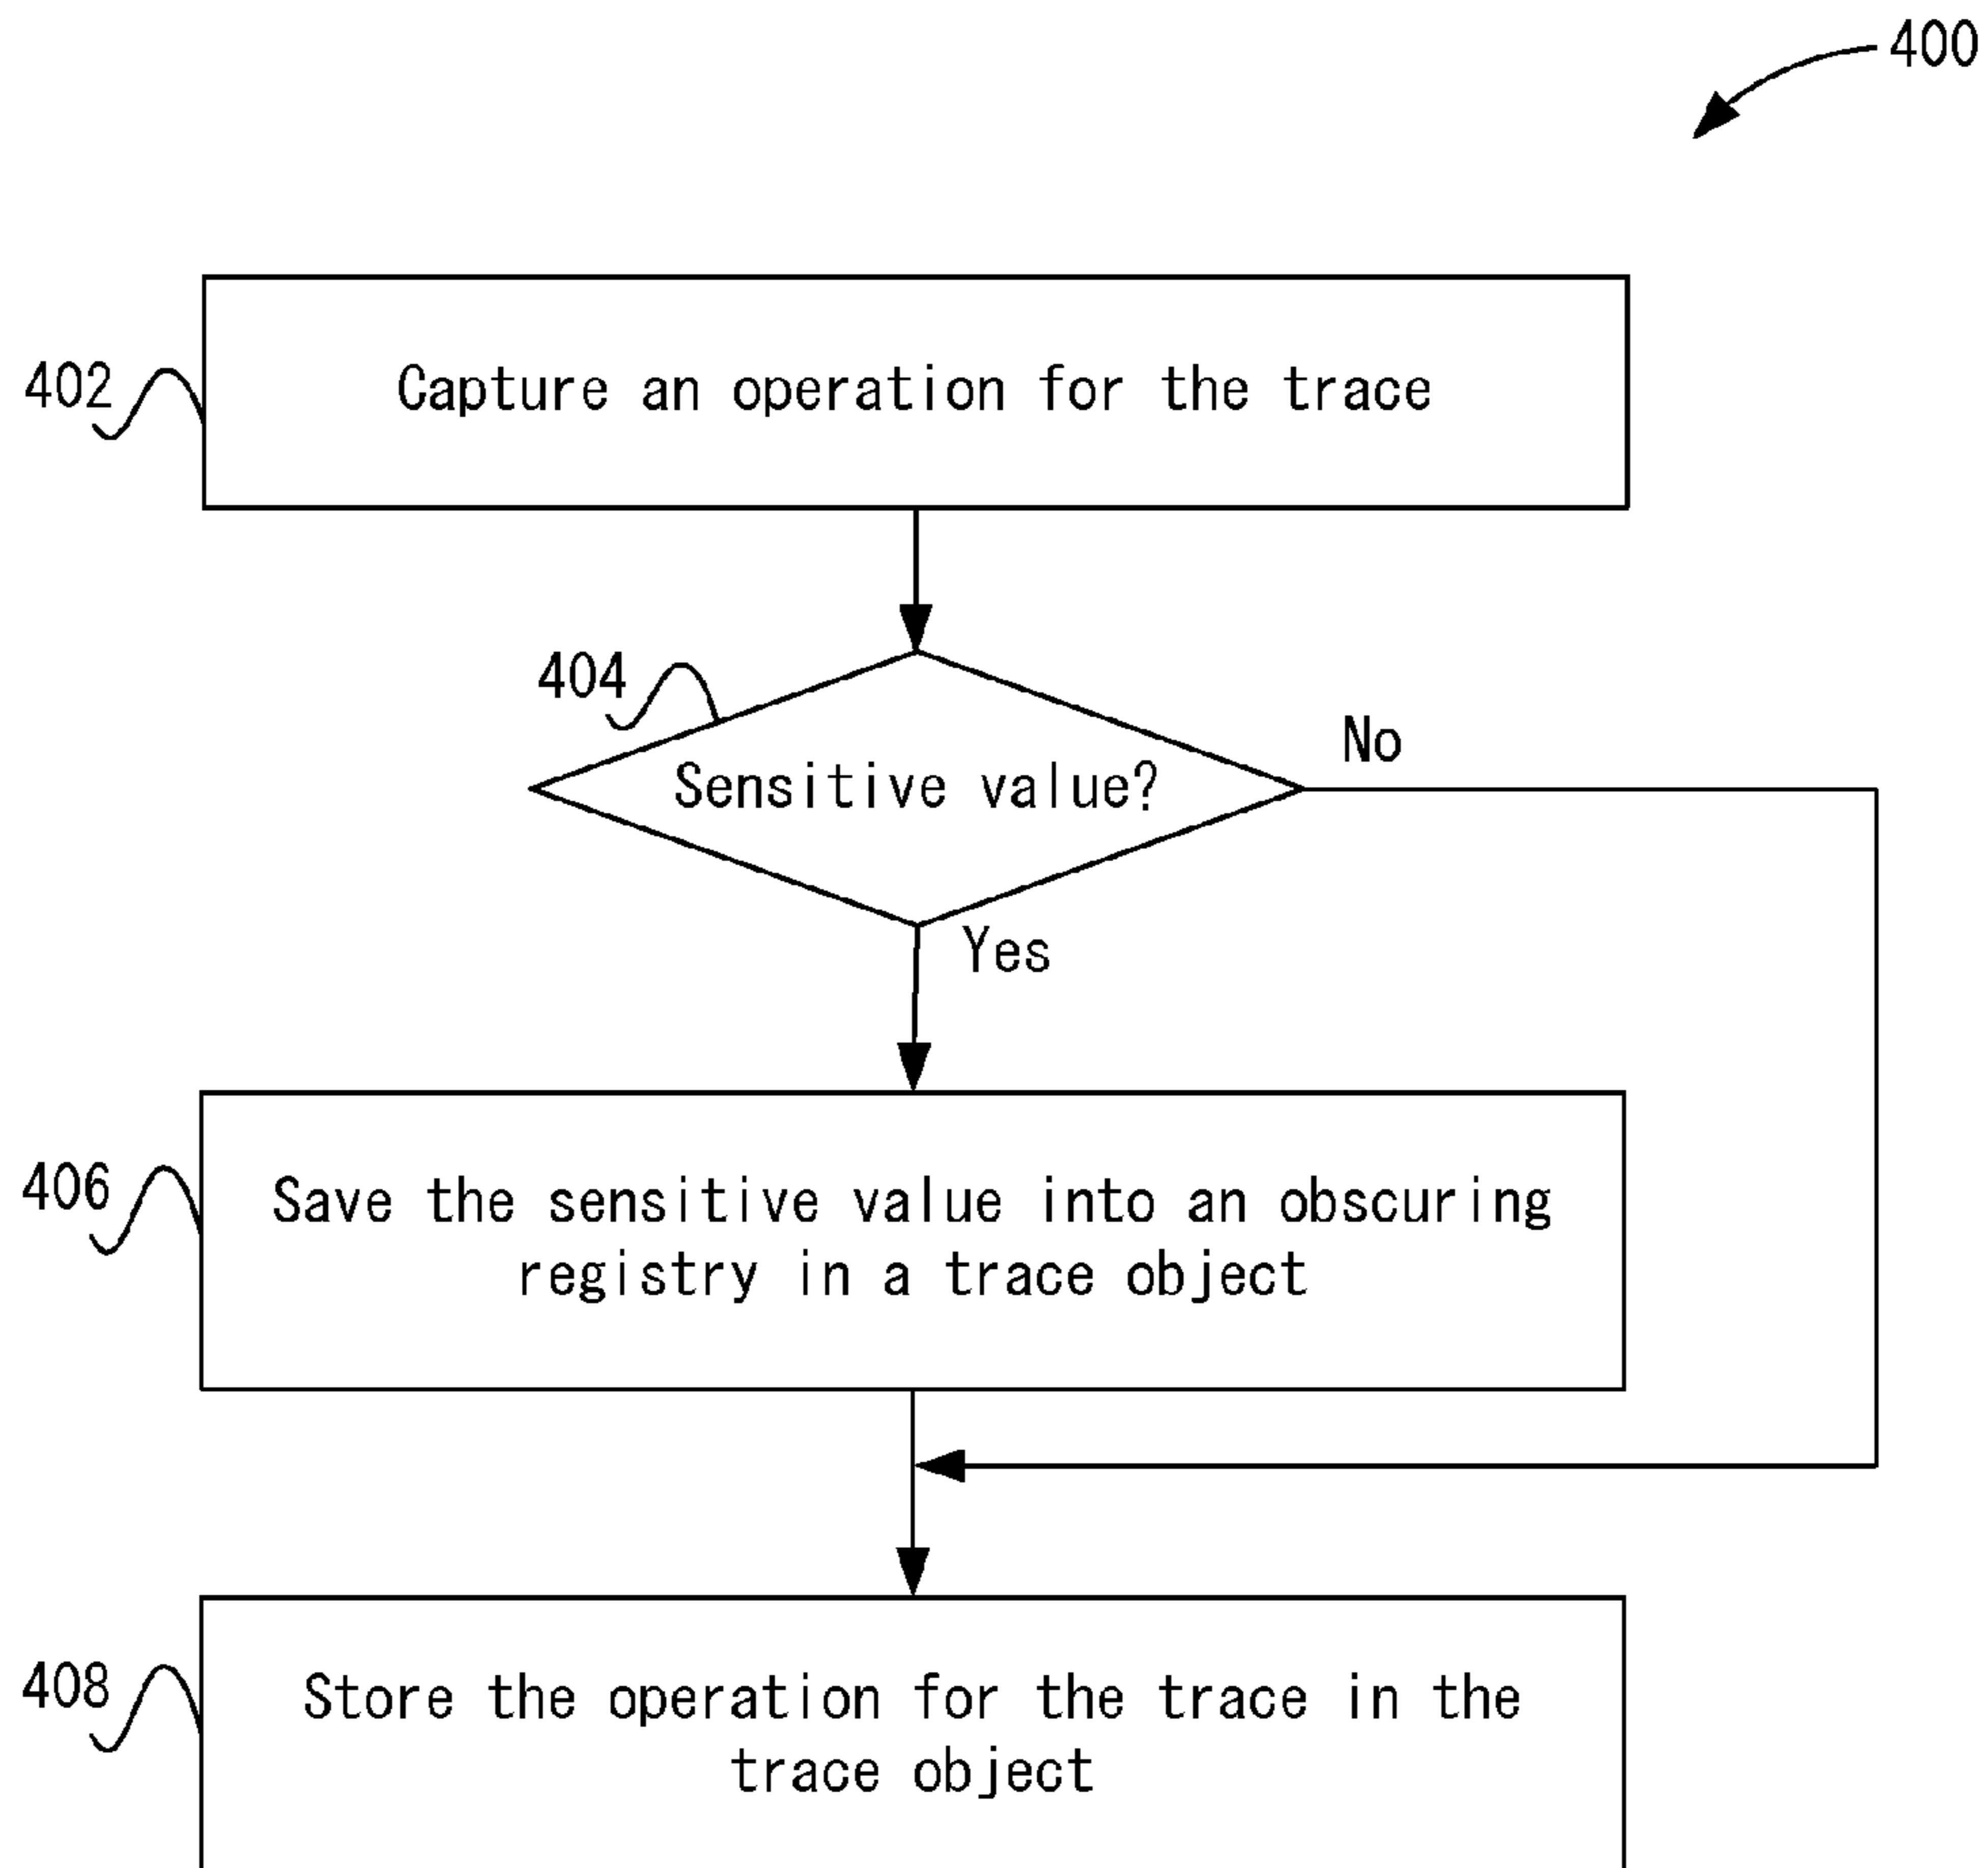 400
402
Capture an operation for the trace
404
Sensitive value?
No
Yes
406
Save the sensitive value into an obscuring
registry in a trace object
408
Store the operation for the trace in the
trace object